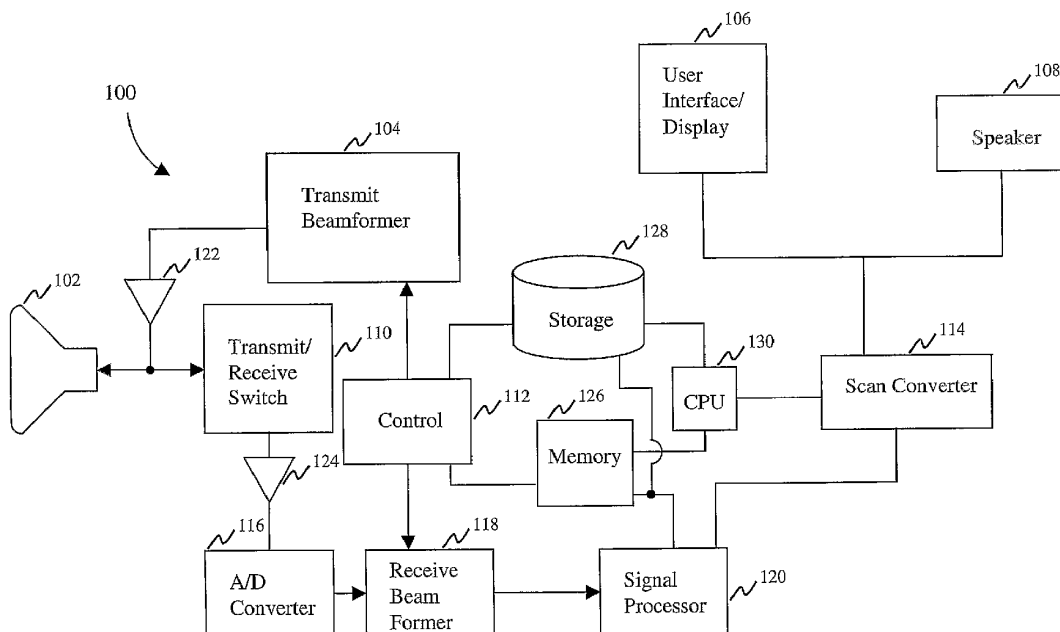 106
User
Interface/
Display
108
Speaker
100
104
Transmit
Beamformer
122
102
128
Storage
110
Transmit/
Receive
Switch
130
CPU
114
Scan Converter
112
Control
126
Memory
124
116
A/D
Converter
118
Receive
Beam
Former
Signal
Processor
120